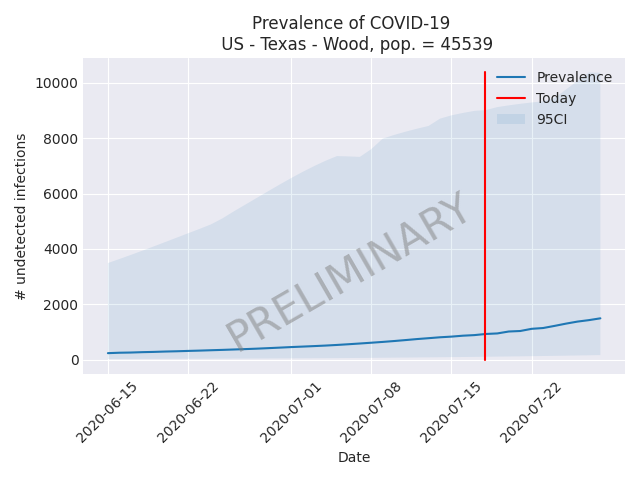 Prevalence of COVID-19
US - Texas - Wood, pop. = 45539
10000
8000
6000
4000
2000
0
# undetected infections
Prevalence
Today
95CI
PRELIMINARY
2020-06-15
2020-06-22
2020-07-01
2020-07-08
2020-07-15
2020-07-22
Date